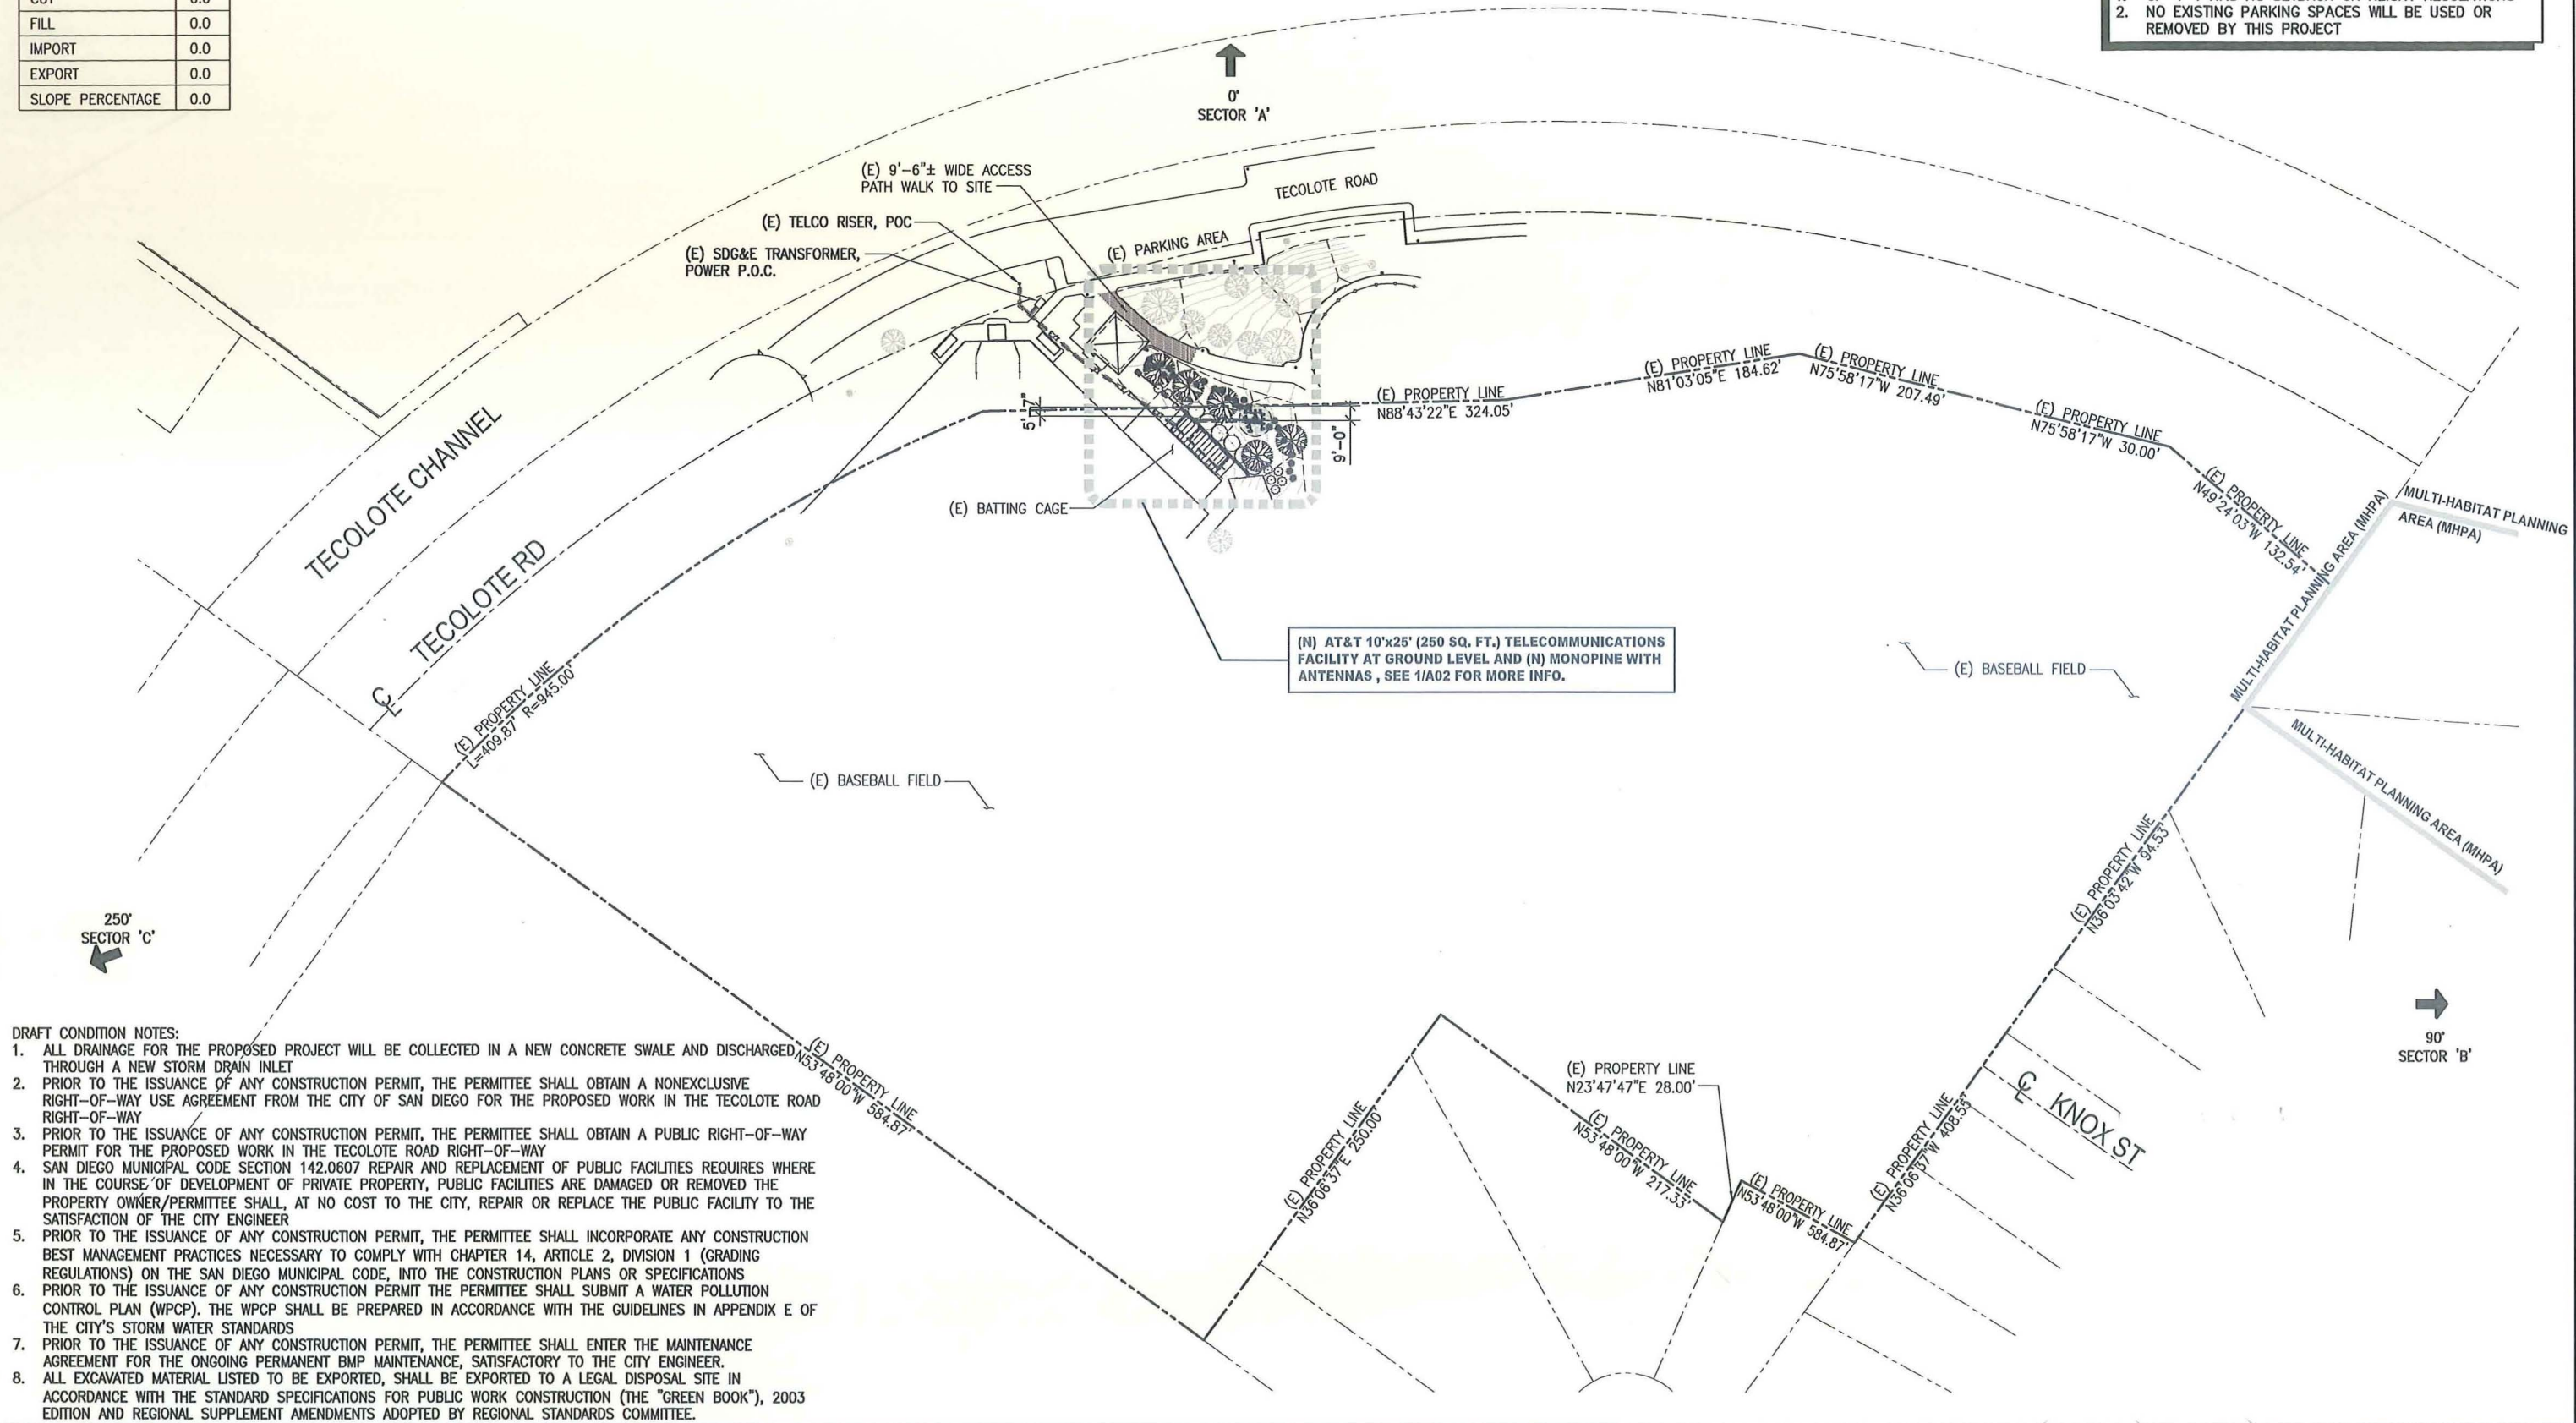 FILL 0.0
IMPORT 0.0
EXPORT 0.0
SLOPE PERCENTAGE 0.0
2. NO EXISTING PARKING SPACES WILL BE USED OR
REMOVED BY THIS PROJECT
0°
SECTOR 'A'
(E) 9'-6"± WIDE ACCESS
PATH WALK TO SITE
(E) TELCO RISER, POC
(E) SDG&E TRANSFORMER,
POWER P.O.C.
TECOLOTE ROAD
(E) PARKING AREA
5'-7"
9'-0"
(E) BATTING CAGE
(E) PROPERTY LINE
N88°43'22"E 324.05'
(E) PROPERTY LINE
N81°03'05"E 184.62'
(E) PROPERTY LINE
N75°58'17"W 207.49'
(E) PROPERTY LINE
N75°58'17"W 30.00'
(E) PROPERTY LINE
N49°24'03"W 132.54'
MULTI-HABITAT PLANNING
AREA (MHPA)
MULTI-HABITAT PLANNING AREA (MHPA)
MULTI-HABITAT PLANNING AREA (MHPA)
TECOLOTE CHANNEL
TECOLOTE RD
CL
(E) PROPERTY LINE
L=409.87' R=945.00'
(N) AT&T 10'x25' (250 SQ. FT.) TELECOMMUNICATIONS
FACILITY AT GROUND LEVEL AND (N) MONOPINE WITH
ANTENNAS , SEE 1/A02 FOR MORE INFO.
(E) BASEBALL FIELD
(E) BASEBALL FIELD
(E) PROPERTY LINE
N36°03'42"W 94.53'
250°
SECTOR 'C'
90°
SECTOR 'B'
(E) PROPERTY LINE
N53°48'00"W 584.87'
(E) PROPERTY LINE
N36°06'37"E 250.00'
(E) PROPERTY LINE
N23°47'47"E 28.00'
(E) PROPERTY LINE
N53°48'00"W 217.33'
(E) PROPERTY LINE
N53°48'00"W 584.87'
(E) PROPERTY LINE
N36°06'37"W 408.55'
CL KNOX ST
DRAFT CONDITION NOTES:
1. ALL DRAINAGE FOR THE PROPOSED PROJECT WILL BE COLLECTED IN A NEW CONCRETE SWALE AND DISCHARGED
THROUGH A NEW STORM DRAIN INLET
2. PRIOR TO THE ISSUANCE OF ANY CONSTRUCTION PERMIT, THE PERMITTEE SHALL OBTAIN A NONEXCLUSIVE
RIGHT-OF-WAY USE AGREEMENT FROM THE CITY OF SAN DIEGO FOR THE PROPOSED WORK IN THE TECOLOTE ROAD
RIGHT-OF-WAY
3. PRIOR TO THE ISSUANCE OF ANY CONSTRUCTION PERMIT, THE PERMITTEE SHALL OBTAIN A PUBLIC RIGHT-OF-WAY
PERMIT FOR THE PROPOSED WORK IN THE TECOLOTE ROAD RIGHT-OF-WAY
4. SAN DIEGO MUNICIPAL CODE SECTION 142.0607 REPAIR AND REPLACEMENT OF PUBLIC FACILITIES REQUIRES WHERE
IN THE COURSE OF DEVELOPMENT OF PRIVATE PROPERTY, PUBLIC FACILITIES ARE DAMAGED OR REMOVED THE
PROPERTY OWNER/PERMITTEE SHALL, AT NO COST TO THE CITY, REPAIR OR REPLACE THE PUBLIC FACILITY TO THE
SATISFACTION OF THE CITY ENGINEER
5. PRIOR TO THE ISSUANCE OF ANY CONSTRUCTION PERMIT, THE PERMITTEE SHALL INCORPORATE ANY CONSTRUCTION
BEST MANAGEMENT PRACTICES NECESSARY TO COMPLY WITH CHAPTER 14, ARTICLE 2, DIVISION 1 (GRADING
REGULATIONS) ON THE SAN DIEGO MUNICIPAL CODE, INTO THE CONSTRUCTION PLANS OR SPECIFICATIONS
6. PRIOR TO THE ISSUANCE OF ANY CONSTRUCTION PERMIT THE PERMITTEE SHALL SUBMIT A WATER POLLUTION
CONTROL PLAN (WPCP). THE WPCP SHALL BE PREPARED IN ACCORDANCE WITH THE GUIDELINES IN APPENDIX E OF
THE CITY'S STORM WATER STANDARDS
7. PRIOR TO THE ISSUANCE OF ANY CONSTRUCTION PERMIT, THE PERMITTEE SHALL ENTER THE MAINTENANCE
AGREEMENT FOR THE ONGOING PERMANENT BMP MAINTENANCE, SATISFACTORY TO THE CITY ENGINEER.
8. ALL EXCAVATED MATERIAL LISTED TO BE EXPORTED, SHALL BE EXPORTED TO A LEGAL DISPOSAL SITE IN
ACCORDANCE WITH THE STANDARD SPECIFICATIONS FOR PUBLIC WORK CONSTRUCTION (THE "GREEN BOOK"), 2003
EDITION AND REGIONAL SUPPLEMENT AMENDMENTS ADOPTED BY REGIONAL STANDARDS COMMITTEE.